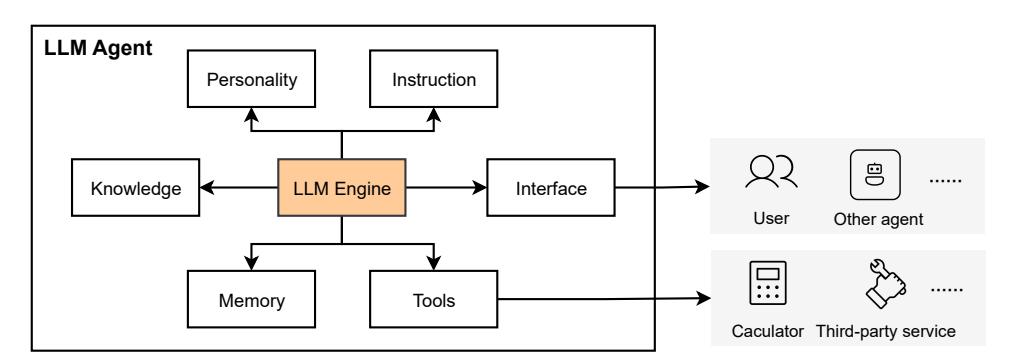 LLM Agent
Personality
Instruction
Knowledge
LLM Engine
Interface
Memory
Tools
User
Other agent
......
Caculator
Third-party service
......